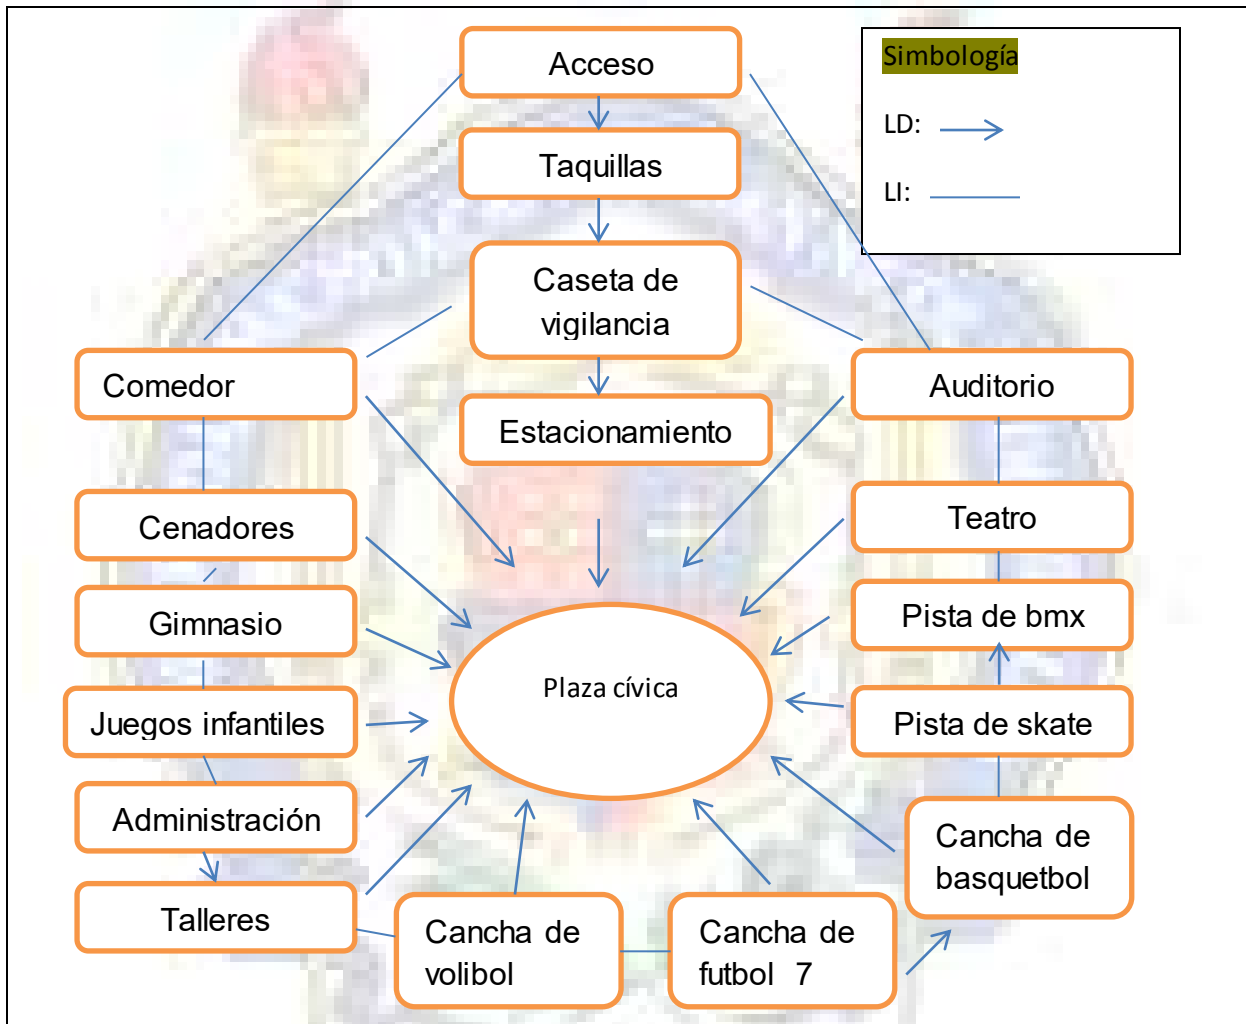 Acceso
Simbología
LD:
Taquillas
LI:
Caseta de
vigilancia
Comedor
Auditorio
Estacionamiento
Cenadores
Teatro
Gimnasio
Pista de bmx
Plaza cívica
Juegos infantiles
Pista de skate
Administración
Cancha de
basquetbol
Talleres
Cancha de
volibol
Cancha de
futbol 7